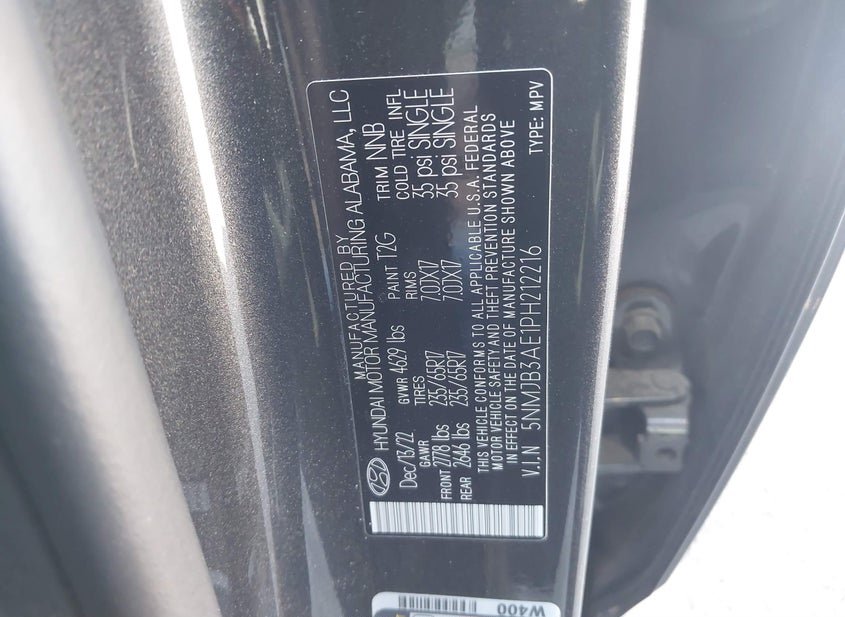 MANUFACTURED BY
HYUNDAI MOTOR MANUFACTURING ALABAMA, LLC
Dec/13/22 GVWR 4629 lbs PAINT T2G TRIM NNB
GAWR TIRES RIMS COLD TIRE INFL
FRONT 2778 lbs 235/65R17 7.0JX17 35 psi SINGLE
REAR 2646 lbs 235/65R17 7.0JX17 35 psi SINGLE
THIS VEHICLE CONFORMS TO ALL APPLICABLE U.S.A. FEDERAL
MOTOR VEHICLE SAFETY AND THEFT PREVENTION STANDARDS
IN EFFECT ON THE DATE OF MANUFACTURE SHOWN ABOVE
V.I.N 5NMJB3AE1PH212216 TYPE: MPV
W400